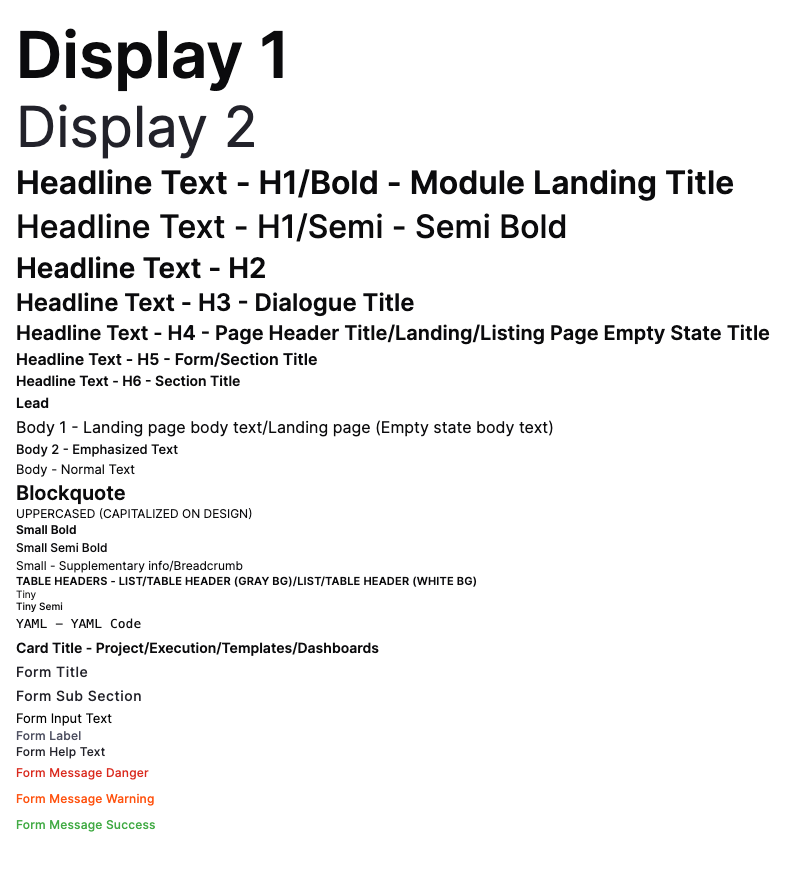 Display 1
Display 2
Headline Text - H1/Bold - Module Landing Title
Headline Text - H1/Semi - Semi Bold
Headline Text - H2
Headline Text - H3 - Dialogue Title
Headline Text - H4 - Page Header Title/Landing/Listing Page Empty State Title
Headline Text - H5 - Form/Section Title
Headline Text - H6 - Section Title
Lead
Body 1 - Landing page body text/Landing page (Empty state body text)
Body 2 - Emphasized Text
Body - Normal Text
Blockquote
UPPERCASED (CAPITALIZED ON DESIGN)
Small Bold
Small Semi Bold
Small - Supplementary info/Breadcrumb
TABLE HEADERS - LIST/TABLE HEADER (GRAY BG)/LIST/TABLE HEADER (WHITE BG)
Tiny
Tiny Semi
YAML – YAML Code
Card Title - Project/Execution/Templates/Dashboards
Form Title
Form Sub Section
Form Input Text
Form Label
Form Help Text
Form Message Danger
Form Message Warning
Form Message Success